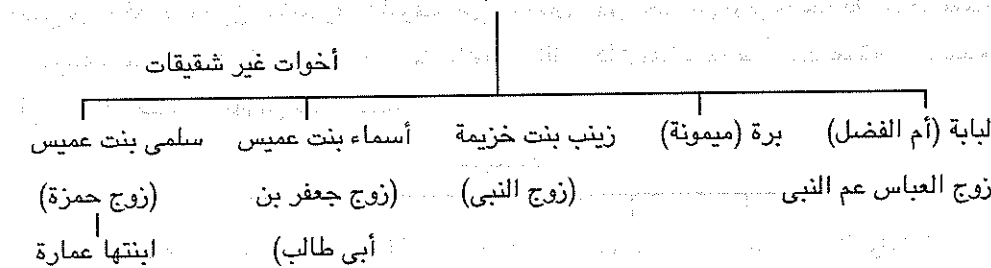 أخوات غير شقيقات
لبابة (أم الفضل) برة (ميمونة) زينب بنت خزيمة أسماء بنت عميس سلمى بنت عميس
زوج العباس عم النبى (زوج النبى) (زوج جعفر بن (زوج حمزة)
أبى طالب) ابنتها عمارة